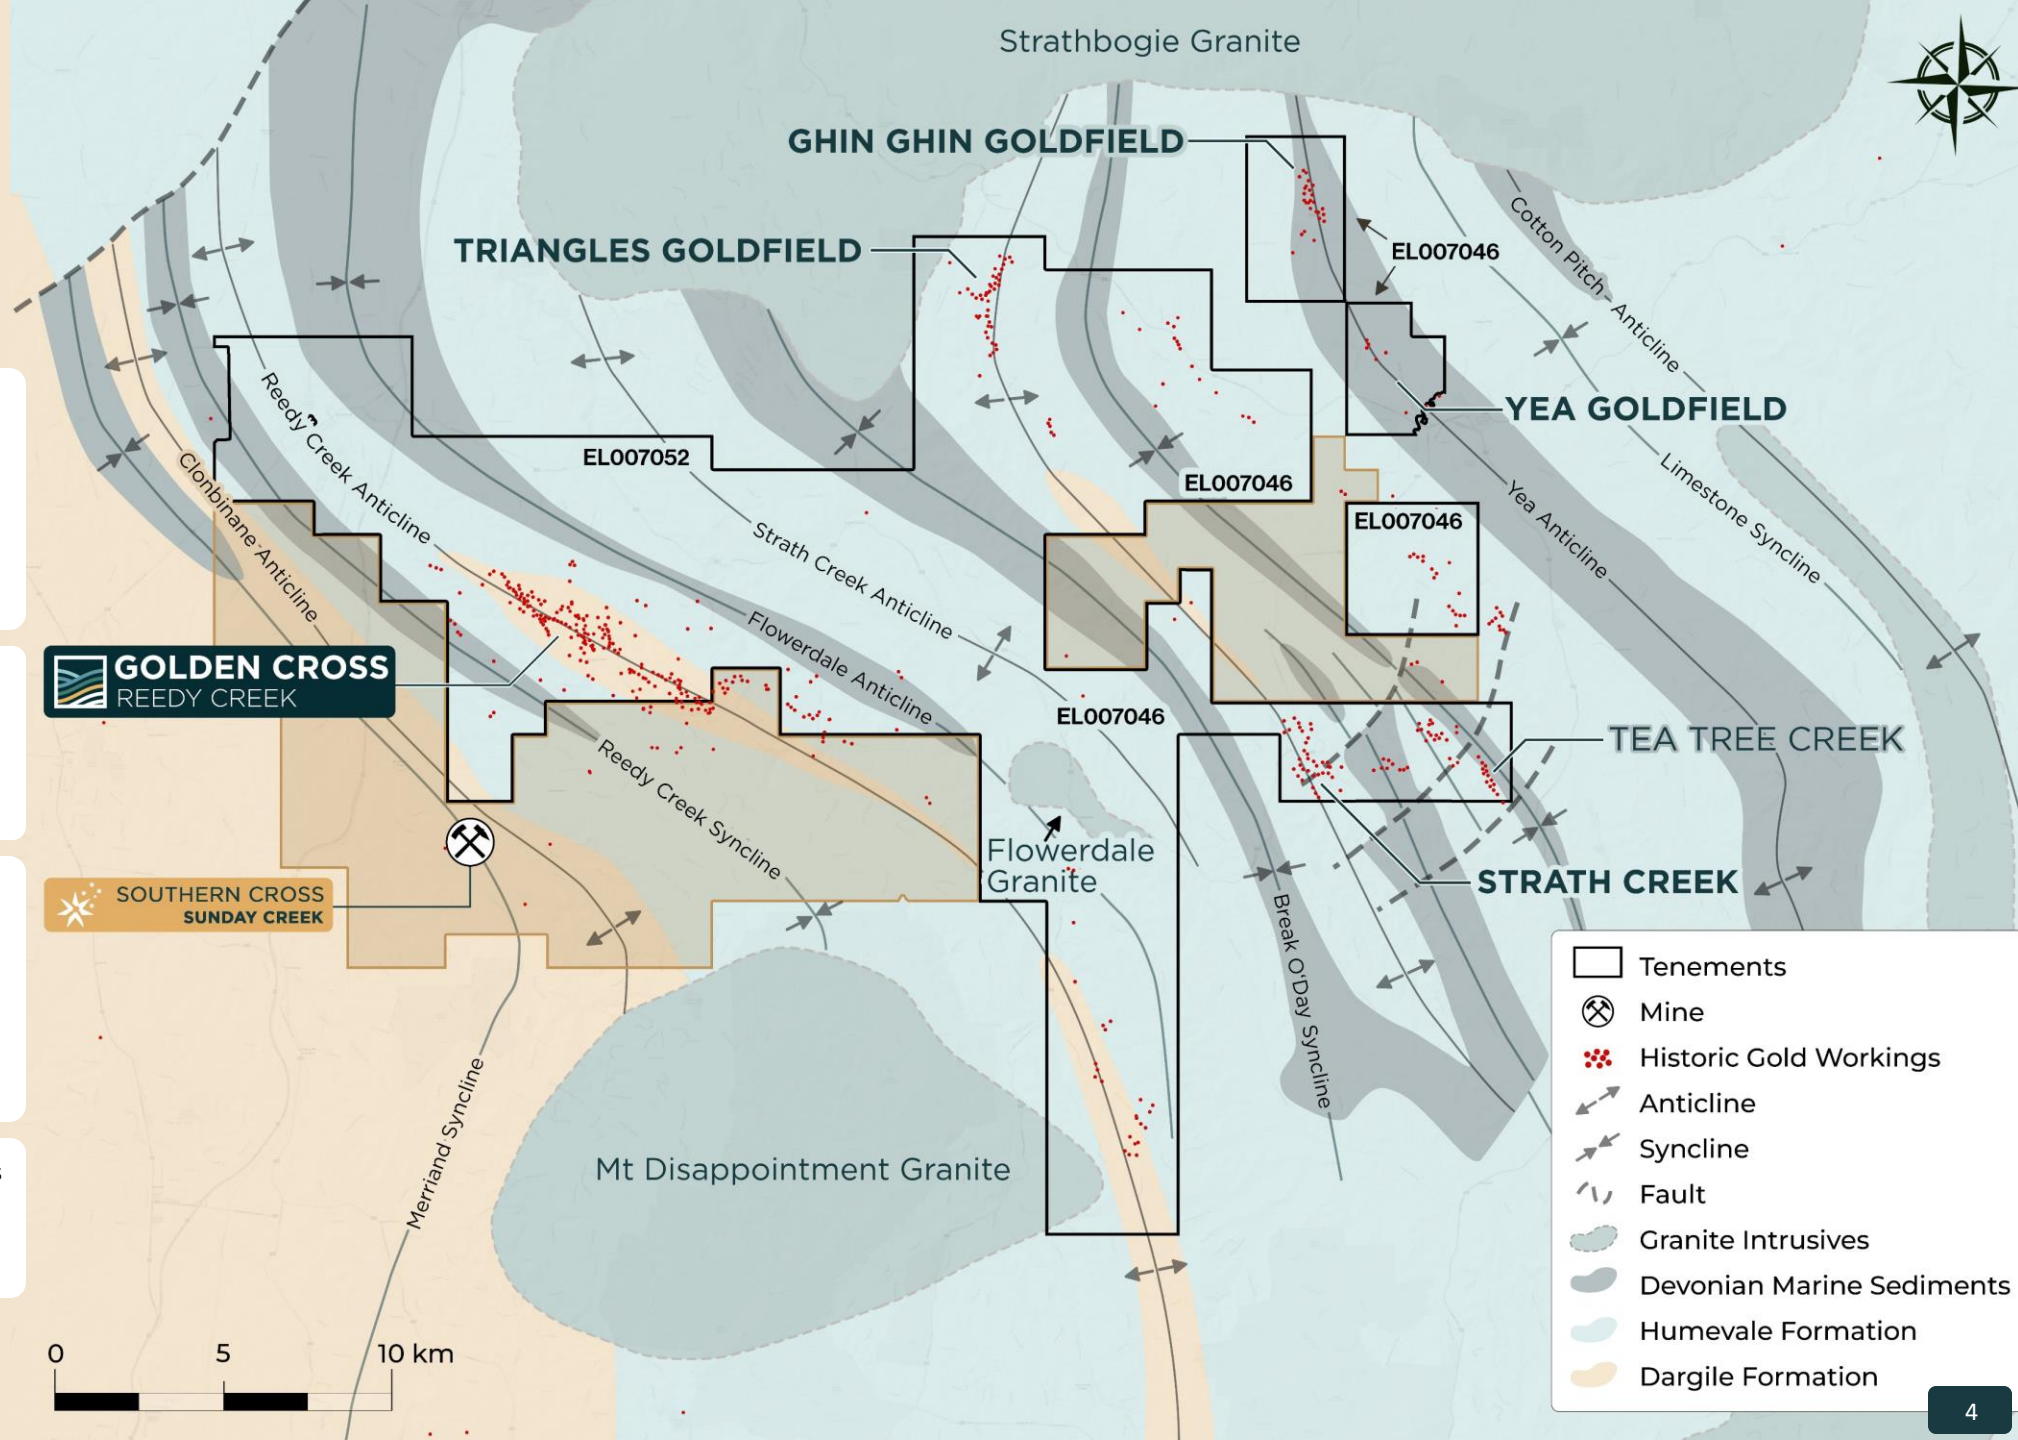 Strathbogie Granite
GHIN GHIN GOLDFIELD
TRIANGLES GOLDFIELD
EL007046
Cotton Pitch Anticline
YEA GOLDFIELD
Reedy Creek Anticline
EL007052
EL007046
Clonbinane Anticline
Strath Creek Anticline
EL007046
Yea Anticline
Limestone Syncline
Flowerdale Anticline
GOLDEN CROSS
REEDY CREEK
EL007046
TEA TREE CREEK
Reedy Creek Syncline
Flowerdale
Granite
STRATH CREEK
SOUTHERN CROSS
SUNDAY CREEK
Break O'Day Syncline
Merriand Syncline
Mt Disappointment Granite
Tenements
Mine
Historic Gold Workings
Anticline
Syncline
Fault
Granite Intrusives
Devonian Marine Sediments
Humevale Formation
Dargile Formation
0 5 10 km
4